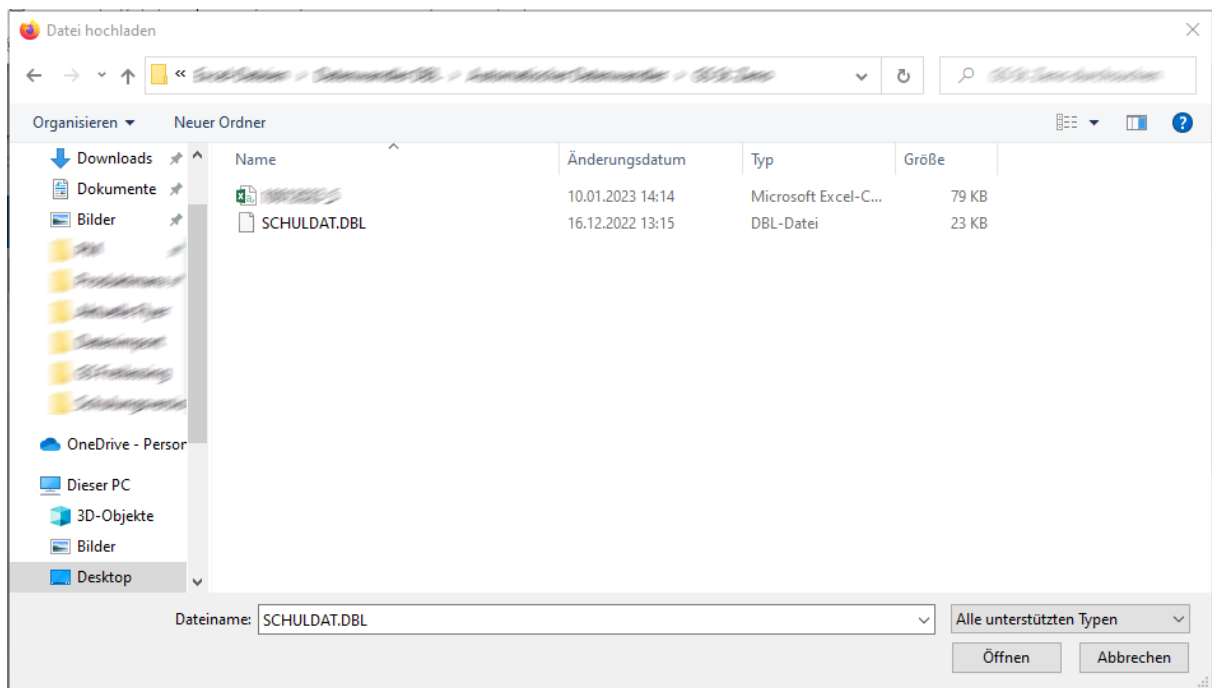 Datei hochladen
«
Organisieren Neuer Ordner
Downloads
Dokumente
Bilder
OneDrive - Person
Dieser PC
3D-Objekte
Bilder
Desktop
Name Änderungsdatum Typ Größe
10.01.2023 14:14 Microsoft Excel-C... 79 KB
SCHULDAT.DBL 16.12.2022 13:15 DBL-Datei 23 KB
Dateiname: SCHULDAT.DBL Alle unterstützten Typen
Öffnen Abbrechen